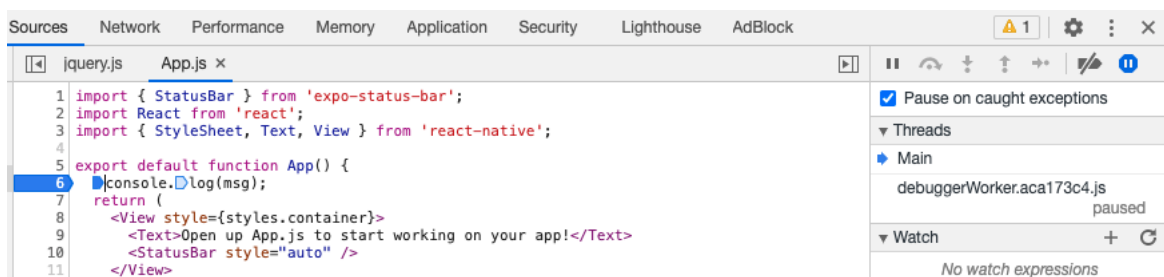 Sources Network Performance Memory Application Security Lighthouse AdBlock 1
jquery.js App.js
Pause on caught exceptions
Threads
Main
debuggerWorker.aca173c4.js
paused
Watch
No watch expressions
1 import { StatusBar } from 'expo-status-bar';
2 import React from 'react';
3 import { StyleSheet, Text, View } from 'react-native';
4
5 export default function App() {
6 console.log(msg);
7 return (
8 <View style={styles.container}>
9 <Text>Open up App.js to start working on your app!</Text>
10 <StatusBar style="auto" />
11 </View>